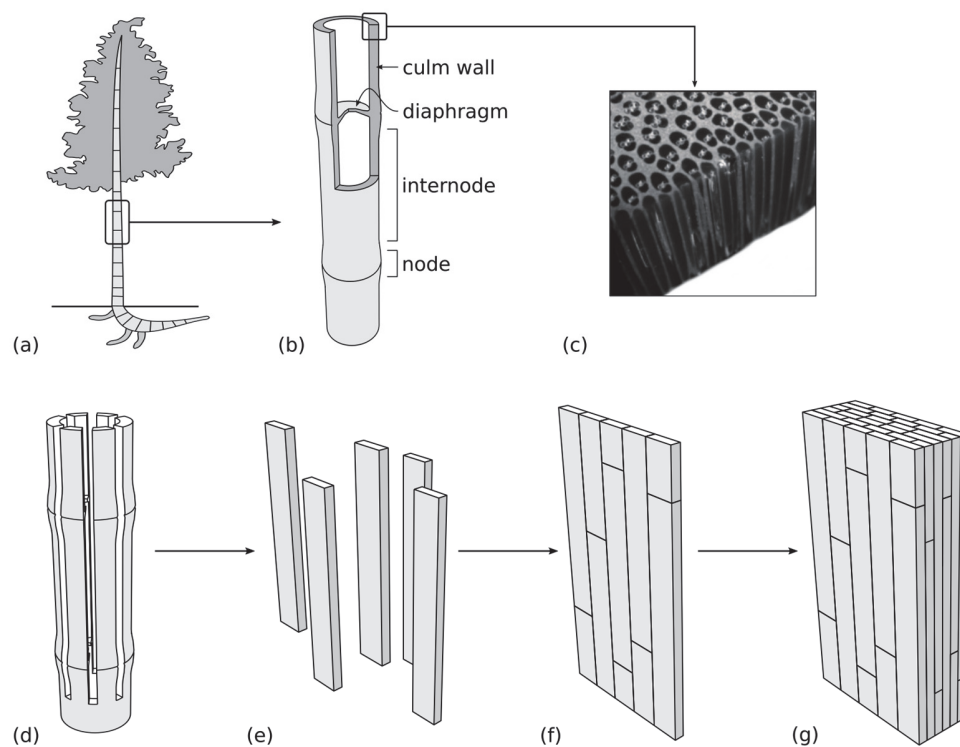 culm wall
diaphragm
internode
node
(a)
(b)
(c)
(d)
(e)
(f)
(g)